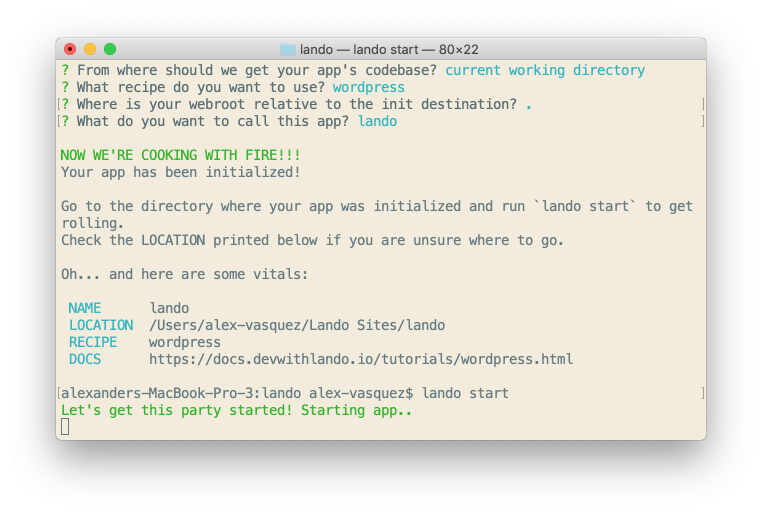 lando — lando start — 80×22
? From where should we get your app's codebase? current working directory
? What recipe do you want to use? wordpress
[? Where is your webroot relative to the init destination? . ]
[? What do you want to call this app? lando ]
NOW WE'RE COOKING WITH FIRE!!!
Your app has been initialized!
Go to the directory where your app was initialized and run `lando start` to get
rolling.
Check the LOCATION printed below if you are unsure where to go.
Oh... and here are some vitals:
NAME lando
LOCATION /Users/alex-vasquez/Lando Sites/lando
RECIPE wordpress
DOCS https://docs.devwithlando.io/tutorials/wordpress.html
[alexanders-MacBook-Pro-3:lando alex-vasquez$ lando start ]
Let's get this party started! Starting app..